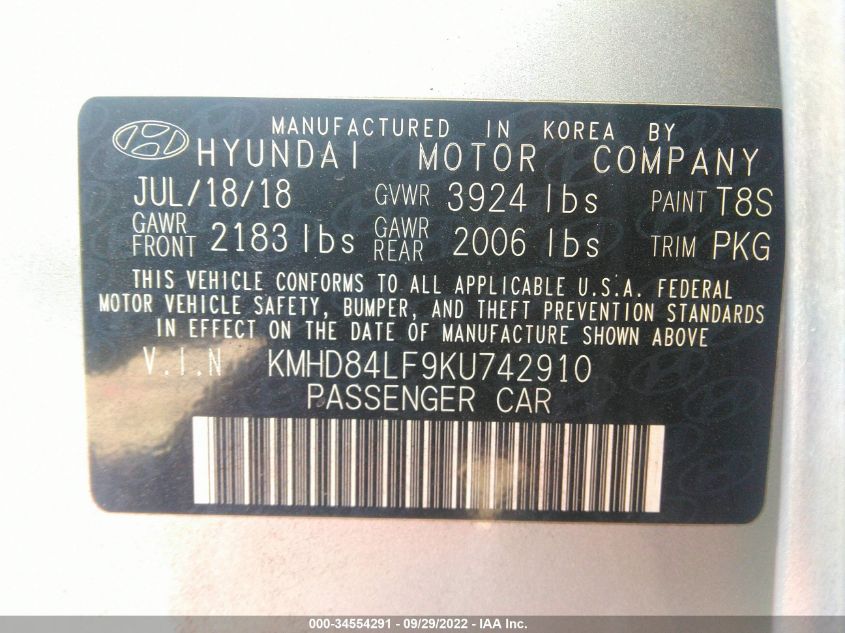 MANUFACTURED IN KOREA BY
HYUNDAI MOTOR COMPANY
JUL/18/18 GVWR 3924 lbs PAINT T8S
GAWR FRONT 2183 lbs GAWR REAR 2006 lbs TRIM PKG
THIS VEHICLE CONFORMS TO ALL APPLICABLE U.S.A. FEDERAL
MOTOR VEHICLE SAFETY, BUMPER, AND THEFT PREVENTION STANDARDS
IN EFFECT ON THE DATE OF MANUFACTURE SHOWN ABOVE
V.I.N KMHD84LF9KU742910
PASSENGER CAR
000-34554291 - 09/29/2022 - IAA Inc.